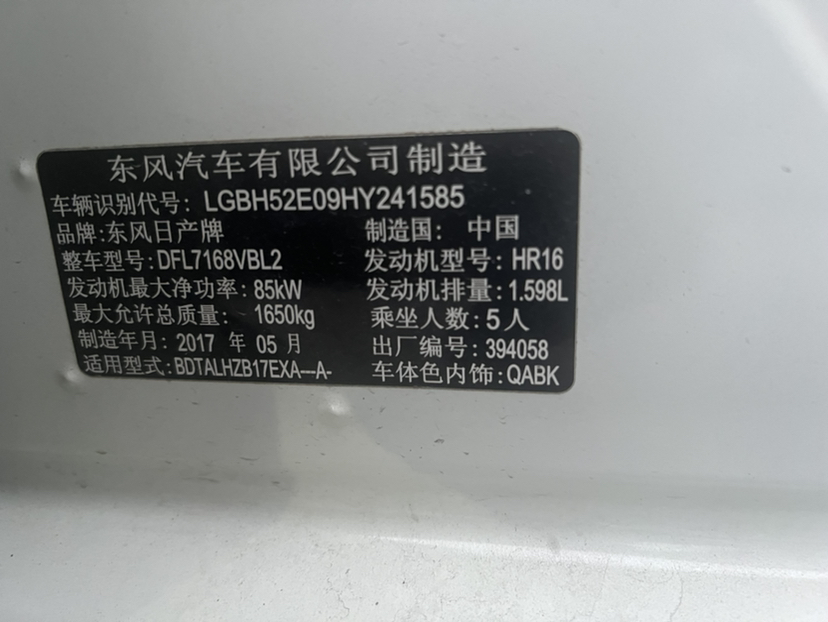 东风汽车有限公司制造
车辆识别代号: LGBH52E09HY241585
品牌:东风日产牌 制造国: 中国
整车型号:DFL7168VBL2 发动机型号:HR16
发动机最大净功率:85kW 发动机排量:1.598L
最大允许总质量: 1650kg 乘坐人数:5人
制造年月:2017 年 05 月 出厂编号:394058
适用型式:BDTALHZB17EXA---A- 车体色内饰:QABK